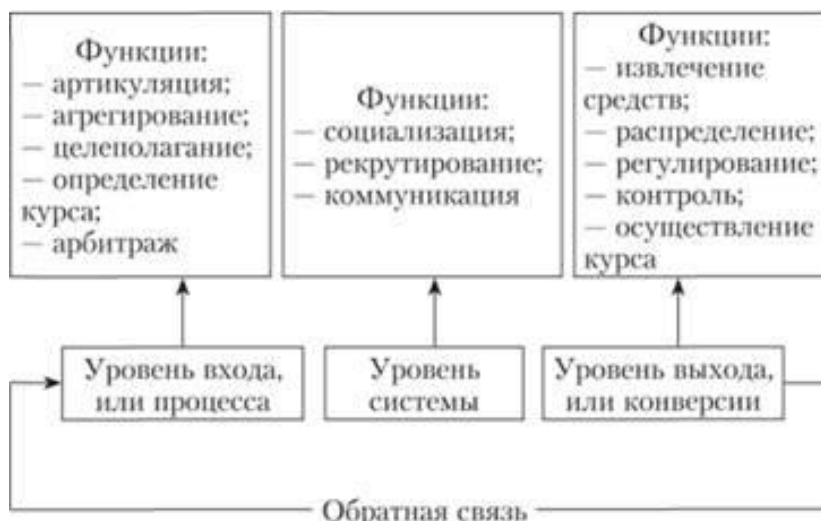 Функции:
— артикуляция;
— агрегирование;
— целеполагание;
— определение
курса;
— арбитраж
Функции:
— социализация;
— рекрутирование;
— коммуникация
Функции:
— извлечение
средств;
— распределение;
— регулирование;
— контроль;
— осуществление
курса
Уровень входа,
или процесса
Уровень
системы
Уровень выхода,
или конверсии
Обратная связь